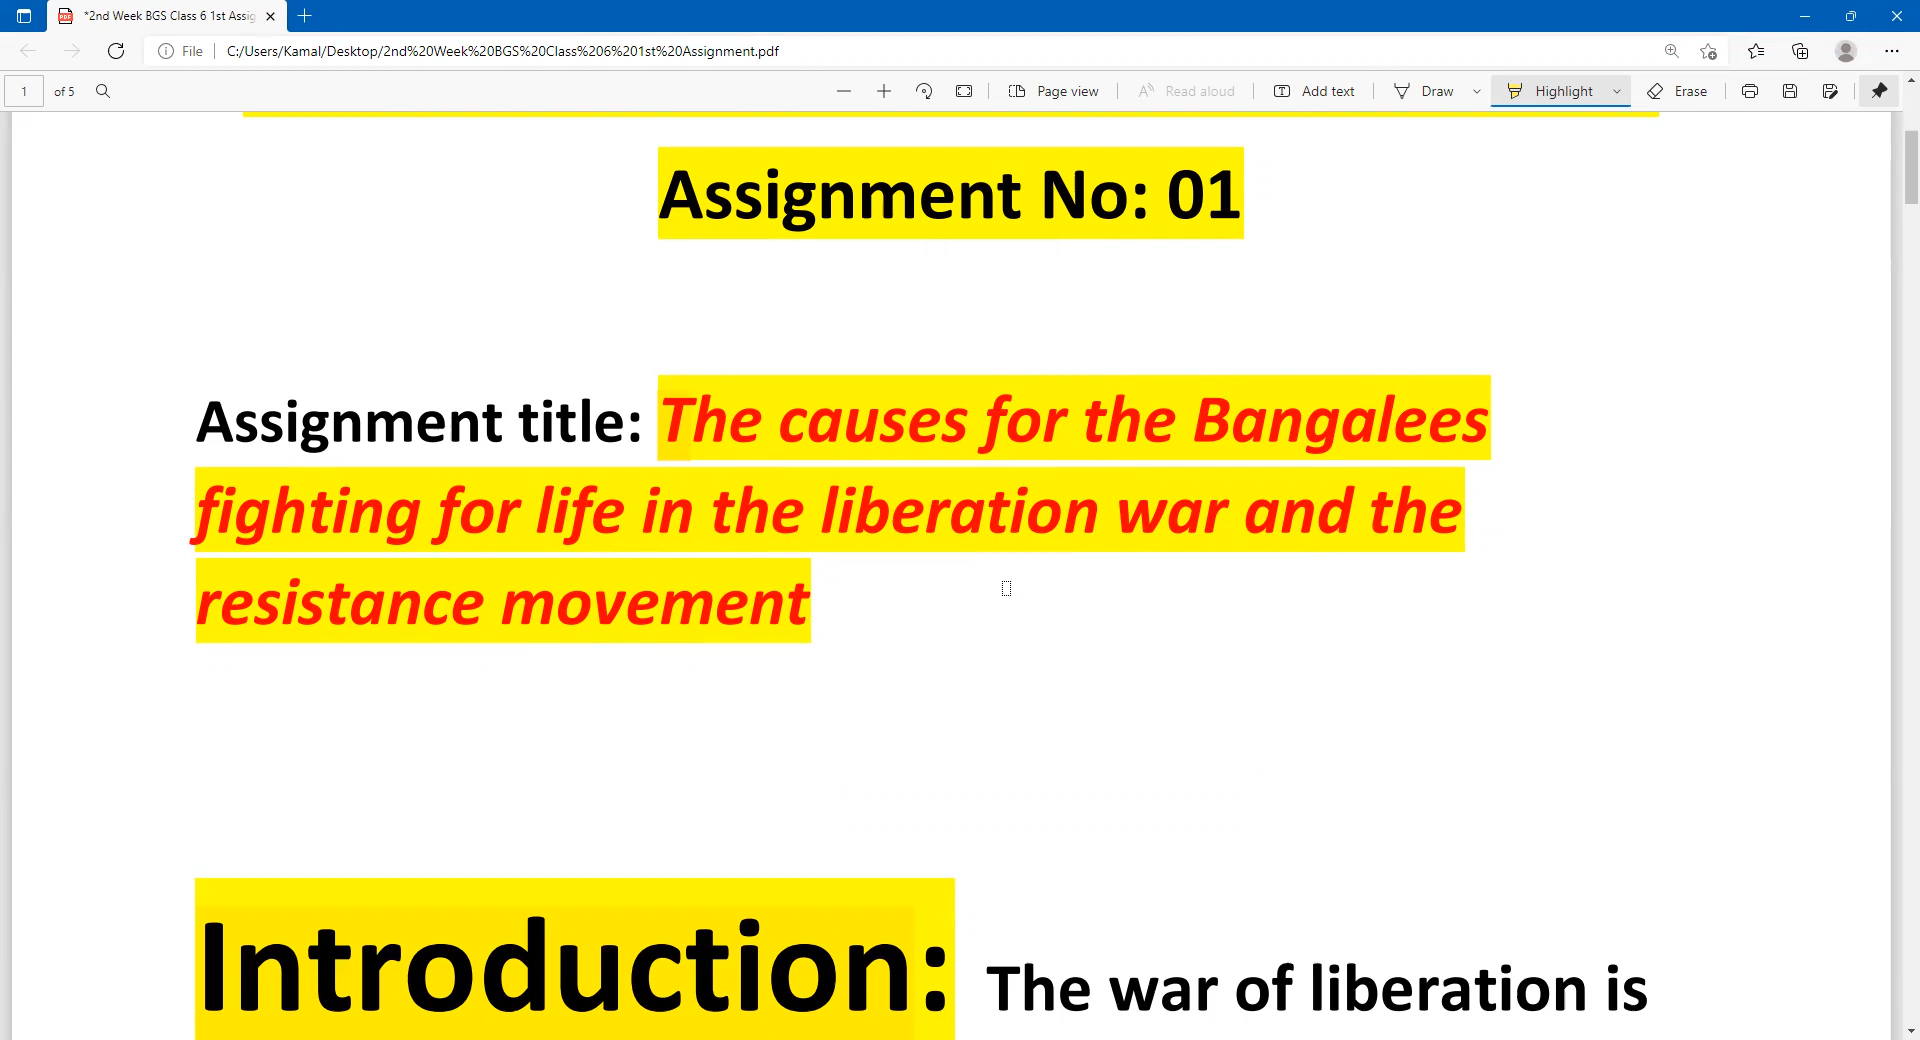 *2nd Week BGS Class 6 1st Assig
File
C:/Users/Kamal/Desktop/2nd%20Week%20BGS%20Class%206%201st%20Assignment.pdf
1 of 5
Page view
Read aloud
Add text
Draw
Highlight
Erase
Assignment No: 01
Assignment title: The causes for the Bangalees
fighting for life in the liberation war and the
resistance movement
Introduction: The war of liberation is